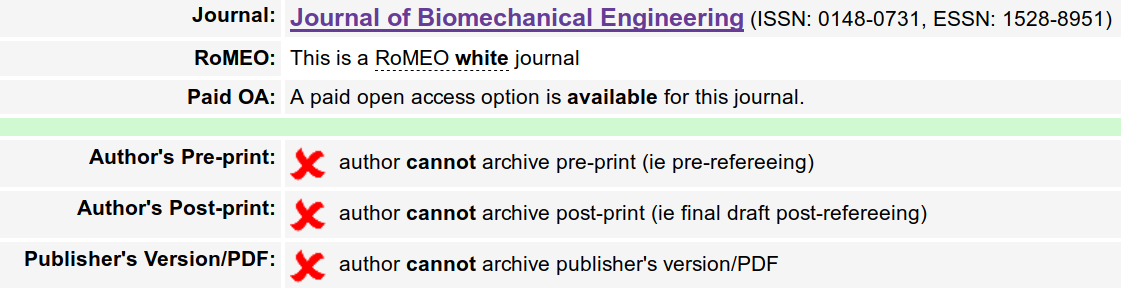 Journal: Journal of Biomechanical Engineering (ISSN: 0148-0731, ESSN: 1528-8951)
RoMEO: This is a RoMEO white journal
Paid OA: A paid open access option is available for this journal.
Author's Pre-print: author cannot archive pre-print (ie pre-refereeing)
Author's Post-print: author cannot archive post-print (ie final draft post-refereeing)
Publisher's Version/PDF: author cannot archive publisher's version/PDF